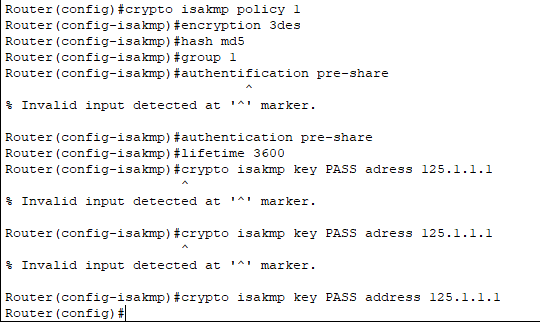 Router(config)#crypto isakmp policy 1
Router(config-isakmp)#encryption 3des
Router(config-isakmp)#hash md5
Router(config-isakmp)#group 1
Router(config-isakmp)#authentification pre-share
^
% Invalid input detected at '^' marker.
Router(config-isakmp)#authentication pre-share
Router(config-isakmp)#lifetime 3600
Router(config-isakmp)#crypto isakmp key PASS adress 125.1.1.1
^
% Invalid input detected at '^' marker.
Router(config-isakmp)#crypto isakmp key PASS adress 125.1.1.1
^
% Invalid input detected at '^' marker.
Router(config-isakmp)#crypto isakmp key PASS address 125.1.1.1
Router(config)#